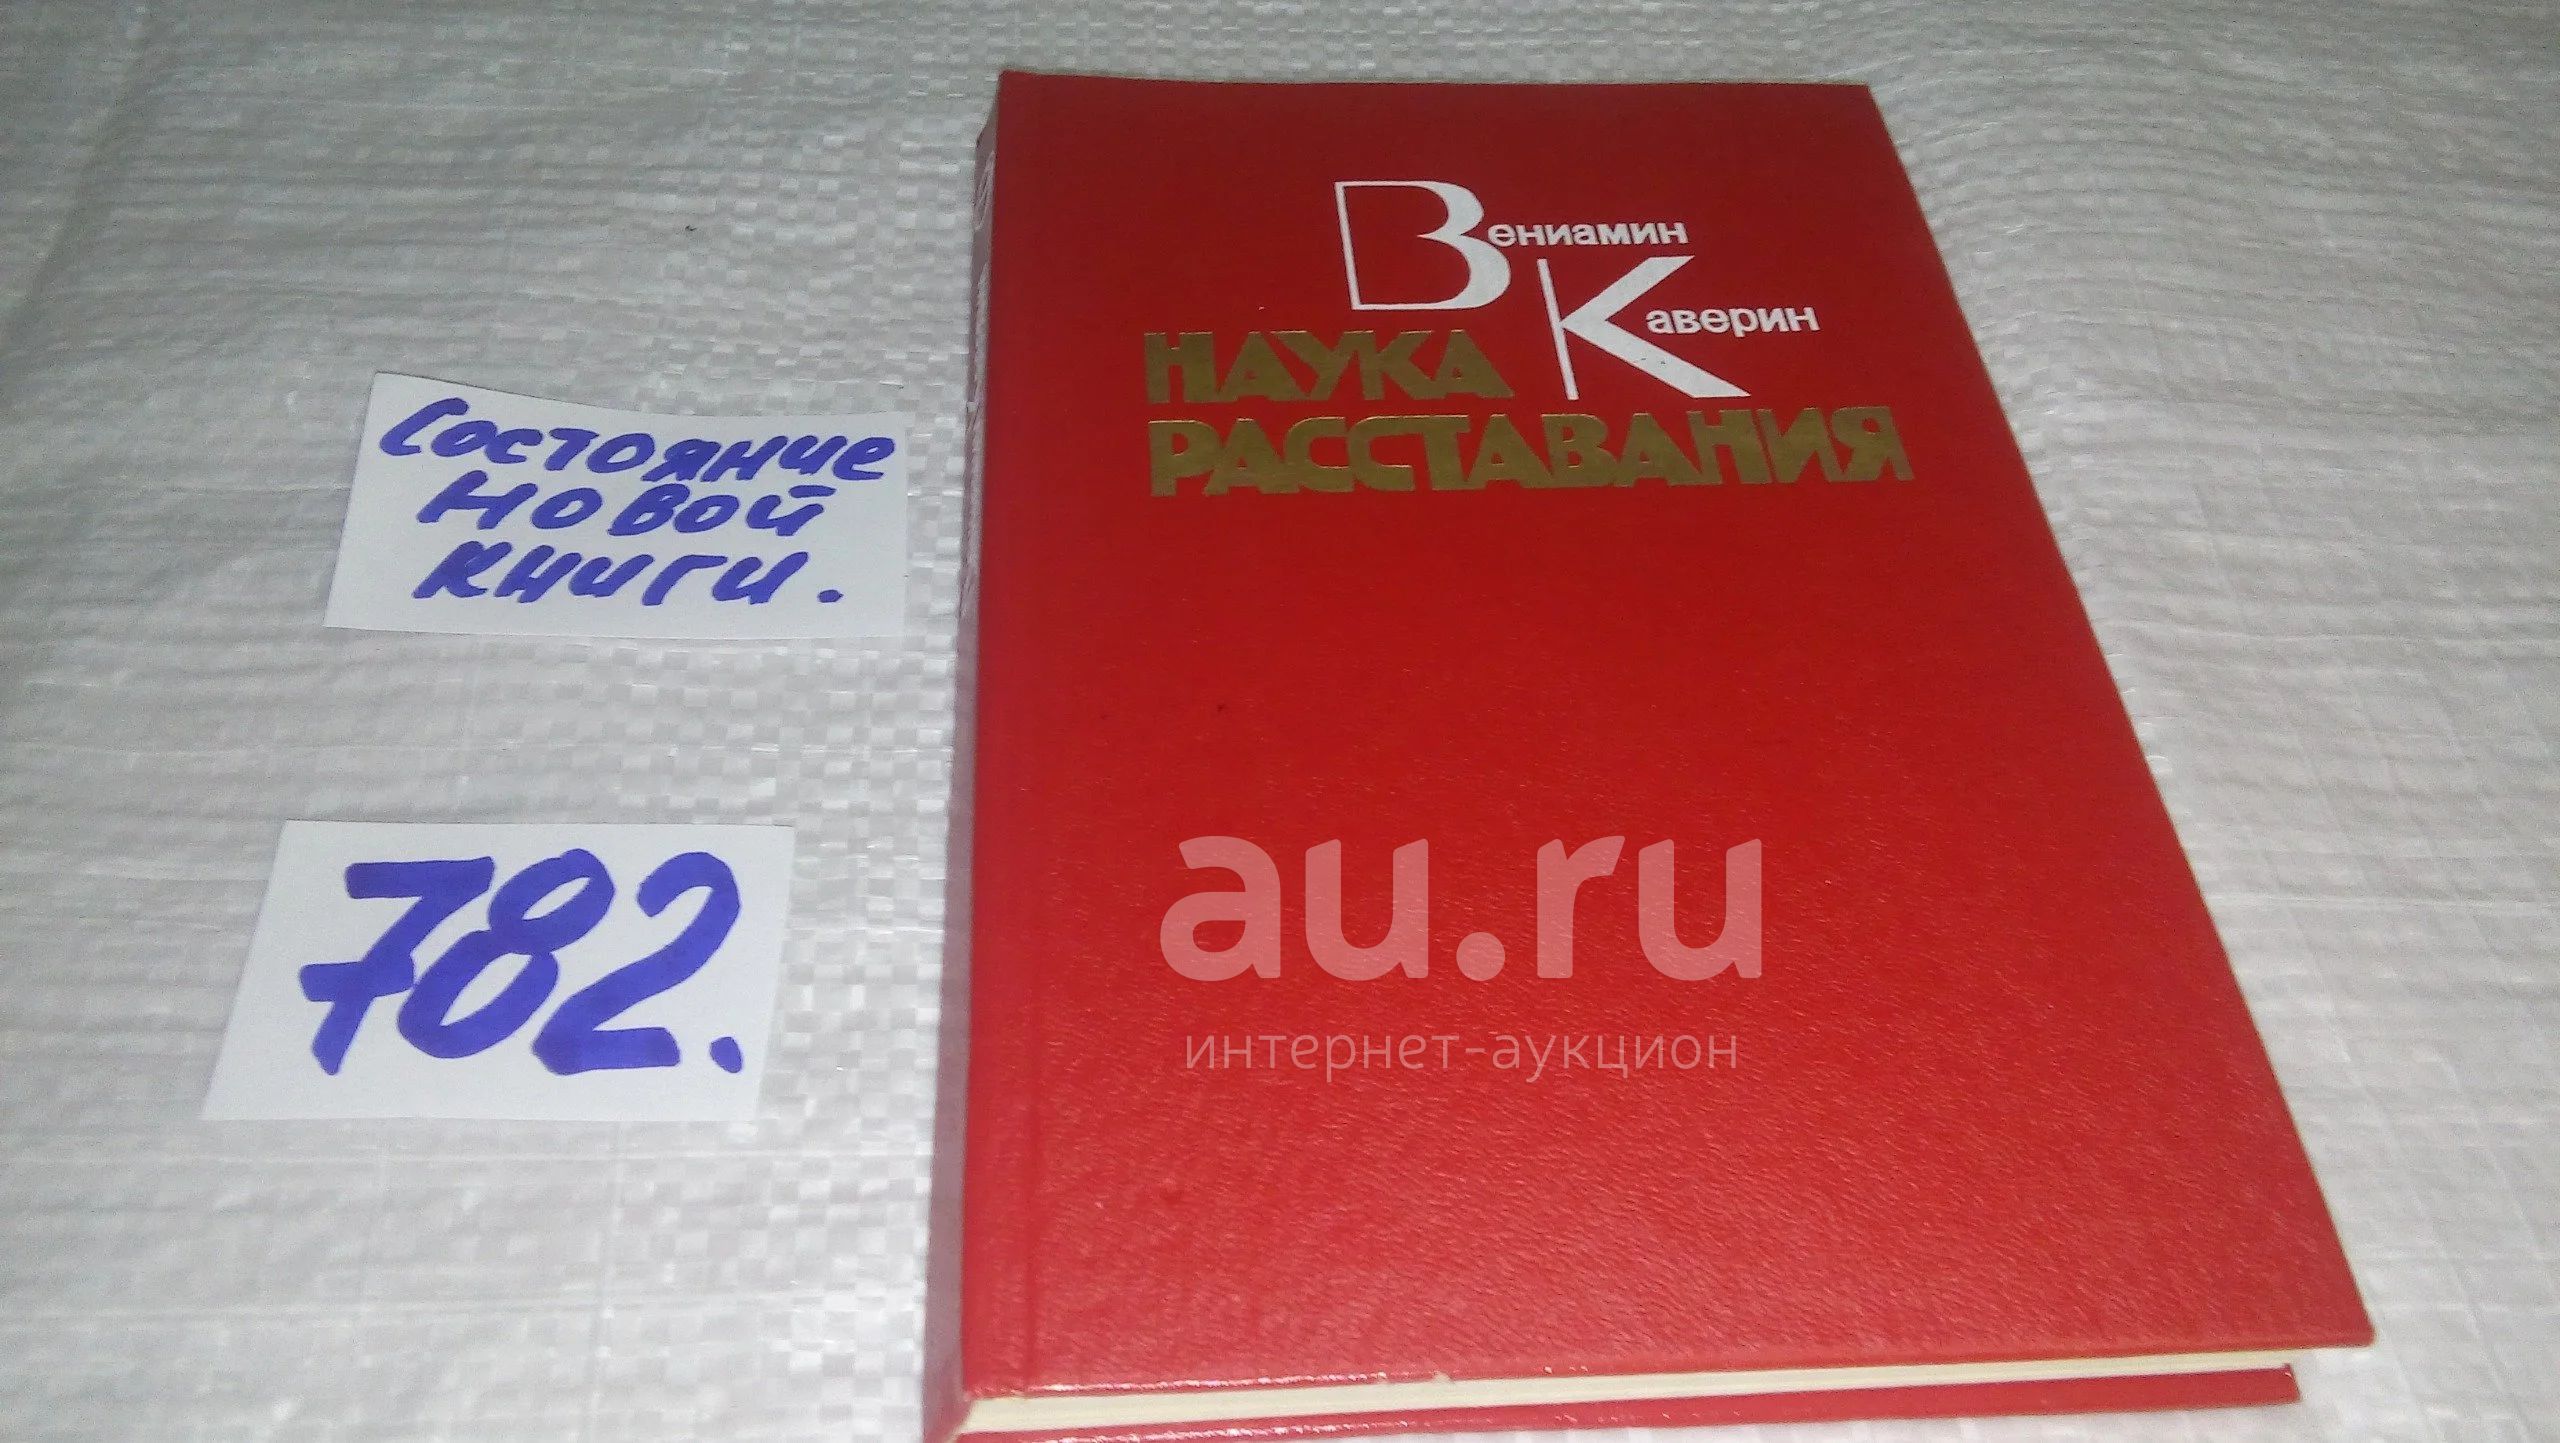 Вениамин
Каверин
НАУКА
РАССТАВАНИЯ
Состояние
новой
книги.
782.
au.ru
интернет-аукцион